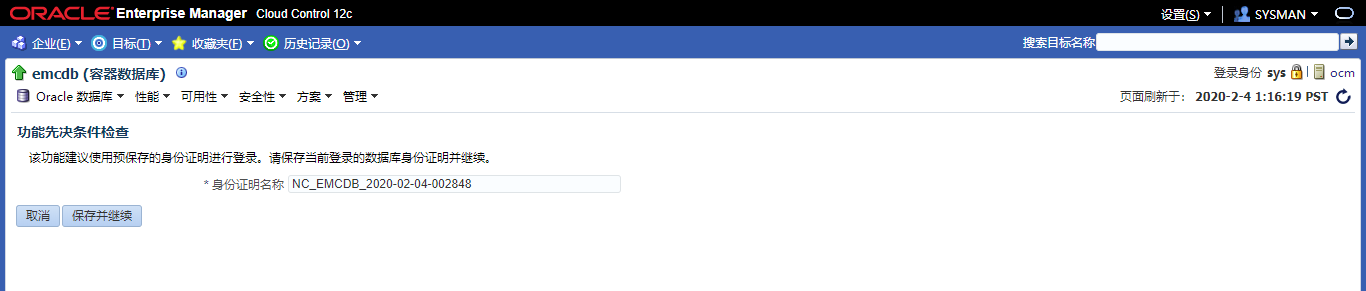 ORACLE Enterprise Manager Cloud Control 12c 设置(S) SYSMAN
企业(E) 目标(T) 收藏夹(F) 历史记录(O) 搜索目标名称
emcdb (容器数据库) 登录身份 sys ocm
Oracle 数据库 性能 可用性 安全性 方案 管理 页面刷新于: 2020-2-4 1:16:19 PST
功能先决条件检查
该功能建议使用预保存的身份证明进行登录。请保存当前登录的数据库身份证明并继续。
* 身份证明名称 NC_EMCDB_2020-02-04-002848
取消 保存并继续